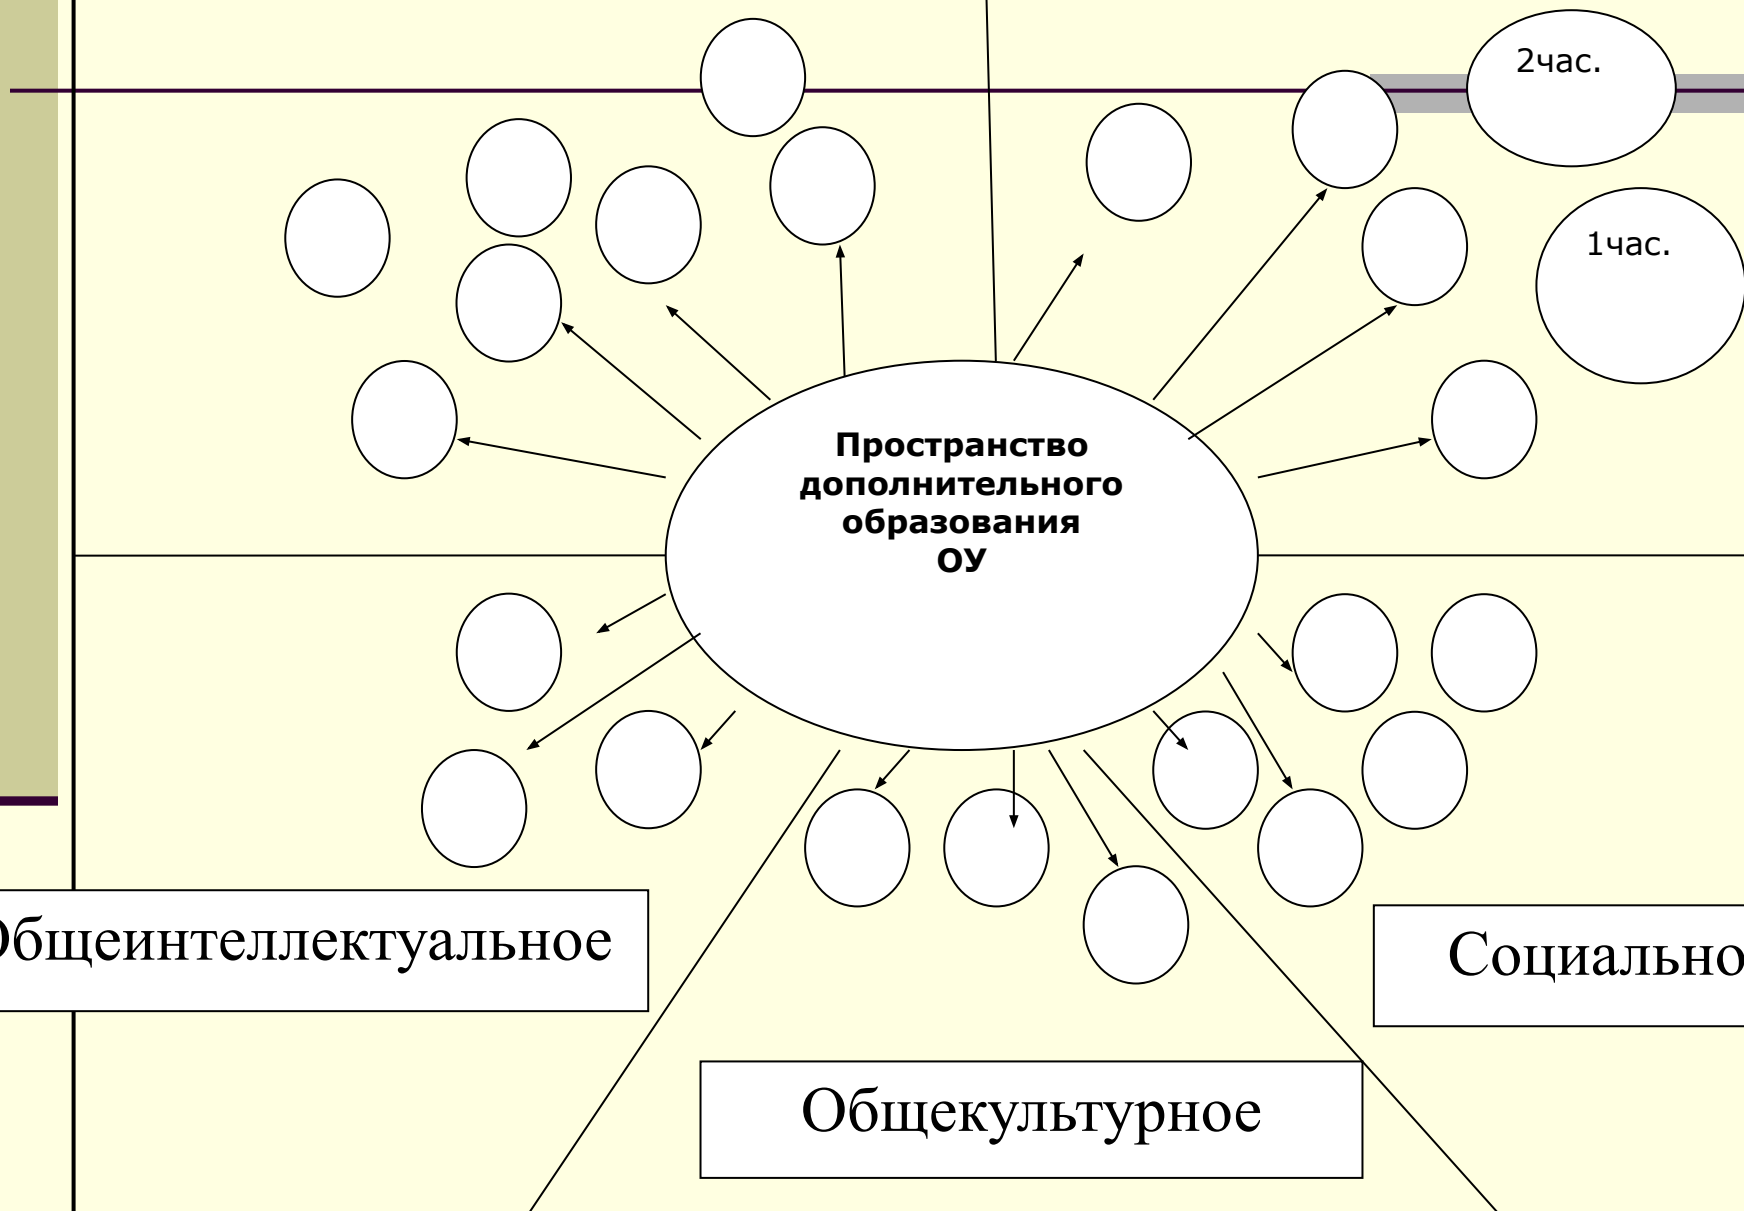 2час.
1час.
Пространство
дополнительного
образования
ОУ
Общеинтеллектуальное
Социально
Общекультурное